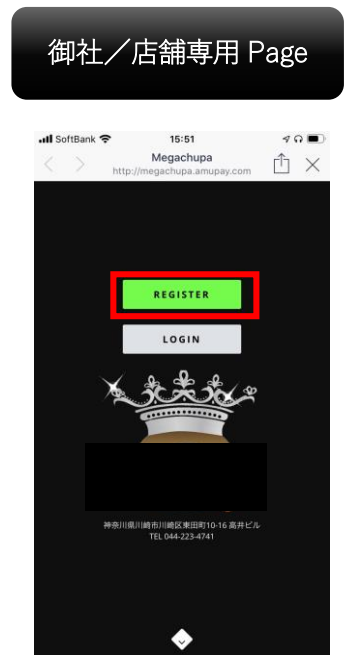 御社／店舗専用 Page
SoftBank 15:51
Megachupa
http://megachupa.amupay.com
REGISTER
LOGIN
神奈川県川崎市川崎区東田町10-16 高井ビル
TEL 044-223-4741